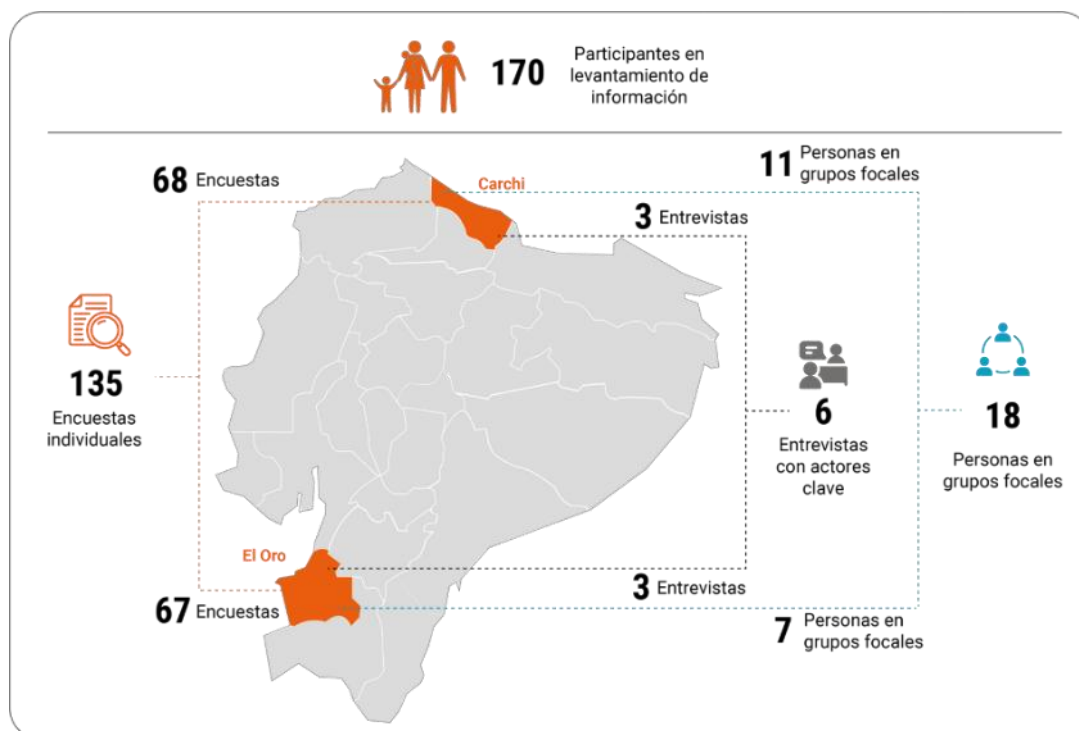 170
Participantes en
levantamiento de
información
68 Encuestas
Carchi
11 Personas en
grupos focales
3 Entrevistas
135
Encuestas
individuales
6
Entrevistas
con actores
clave
18
Personas en
grupos focales
El Oro
67 Encuestas
3 Entrevistas
7 Personas en
grupos focales